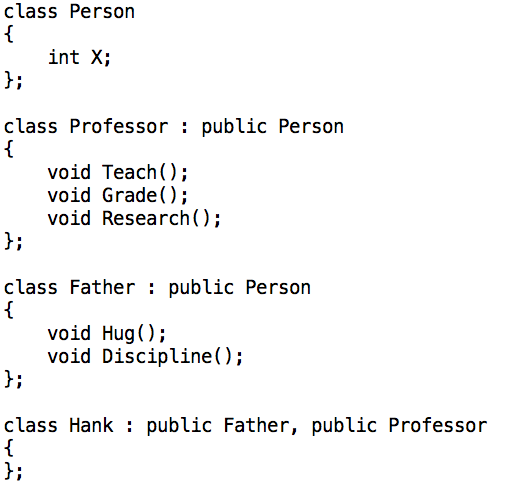 class Person
{
    int X;
};

class Professor : public Person
{
    void Teach();
    void Grade();
    void Research();
};

class Father : public Person
{
    void Hug();
    void Discipline();
};

class Hank : public Father, public Professor
{
};